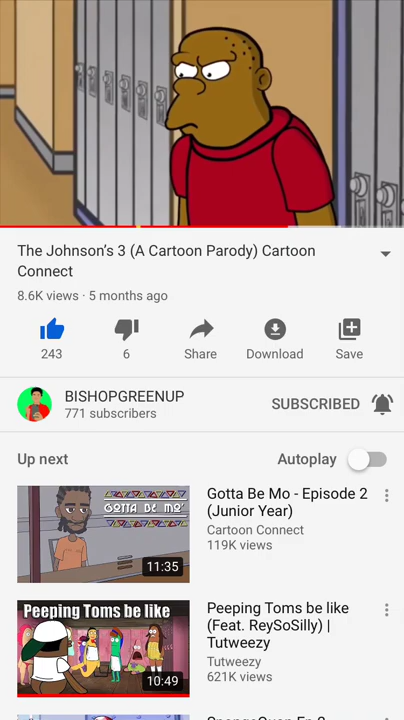 The Johnson's 3 (A Cartoon Parody) Cartoon
Connect
8.6K views · 5 months ago
243
6
Share
Download
Save
BISHOPGREENUP
771 subscribers
SUBSCRIBED
Up next
Autoplay
GOTTA BE MO'
11:35
Gotta Be Mo - Episode 2
(Junior Year)
Cartoon Connect
119K views
Peeping Toms be like
10:49
Peeping Toms be like
(Feat. ReySoSilly) |
Tutweezy
Tutweezy
621K views